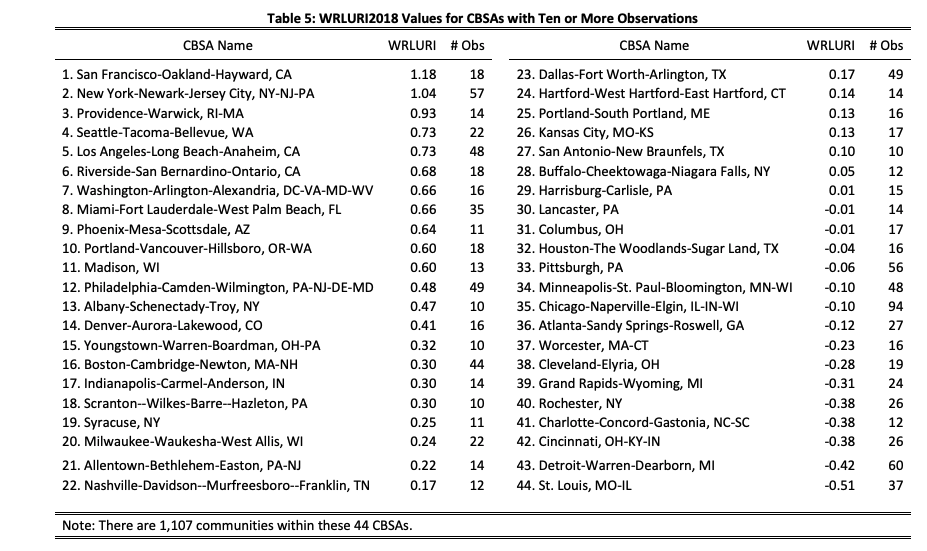 Table 5: WRLURI2018 Values for CBSAs with Ten or More Observations
CBSA Name WRLURI # Obs CBSA Name WRLURI # Obs
1. San Francisco-Oakland-Hayward, CA 1.18 18 23. Dallas-Fort Worth-Arlington, TX 0.17 49
2. New York-Newark-Jersey City, NY-NJ-PA 1.04 57 24. Hartford-West Hartford-East Hartford, CT 0.14 14
3. Providence-Warwick, RI-MA 0.93 14 25. Portland-South Portland, ME 0.13 16
4. Seattle-Tacoma-Bellevue, WA 0.73 22 26. Kansas City, MO-KS 0.13 17
5. Los Angeles-Long Beach-Anaheim, CA 0.73 48 27. San Antonio-New Braunfels, TX 0.10 10
6. Riverside-San Bernardino-Ontario, CA 0.68 18 28. Buffalo-Cheektowaga-Niagara Falls, NY 0.05 12
7. Washington-Arlington-Alexandria, DC-VA-MD-WV 0.66 16 29. Harrisburg-Carlisle, PA 0.01 15
8. Miami-Fort Lauderdale-West Palm Beach, FL 0.66 35 30. Lancaster, PA -0.01 14
9. Phoenix-Mesa-Scottsdale, AZ 0.64 11 31. Columbus, OH -0.01 17
10. Portland-Vancouver-Hillsboro, OR-WA 0.60 18 32. Houston-The Woodlands-Sugar Land, TX -0.04 16
11. Madison, WI 0.60 13 33. Pittsburgh, PA -0.06 56
12. Philadelphia-Camden-Wilmington, PA-NJ-DE-MD 0.48 49 34. Minneapolis-St. Paul-Bloomington, MN-WI -0.10 48
13. Albany-Schenectady-Troy, NY 0.47 10 35. Chicago-Naperville-Elgin, IL-IN-WI -0.10 94
14. Denver-Aurora-Lakewood, CO 0.41 16 36. Atlanta-Sandy Springs-Roswell, GA -0.12 27
15. Youngstown-Warren-Boardman, OH-PA 0.32 10 37. Worcester, MA-CT -0.23 16
16. Boston-Cambridge-Newton, MA-NH 0.30 44 38. Cleveland-Elyria, OH -0.28 19
17. Indianapolis-Carmel-Anderson, IN 0.30 14 39. Grand Rapids-Wyoming, MI -0.31 24
18. Scranton--Wilkes-Barre--Hazleton, PA 0.30 10 40. Rochester, NY -0.38 26
19. Syracuse, NY 0.25 11 41. Charlotte-Concord-Gastonia, NC-SC -0.38 12
20. Milwaukee-Waukesha-West Allis, WI 0.24 22 42. Cincinnati, OH-KY-IN -0.38 26
21. Allentown-Bethlehem-Easton, PA-NJ 0.22 14 43. Detroit-Warren-Dearborn, MI -0.42 60
22. Nashville-Davidson--Murfreesboro--Franklin, TN 0.17 12 44. St. Louis, MO-IL -0.51 37
Note: There are 1,107 communities within these 44 CBSAs.